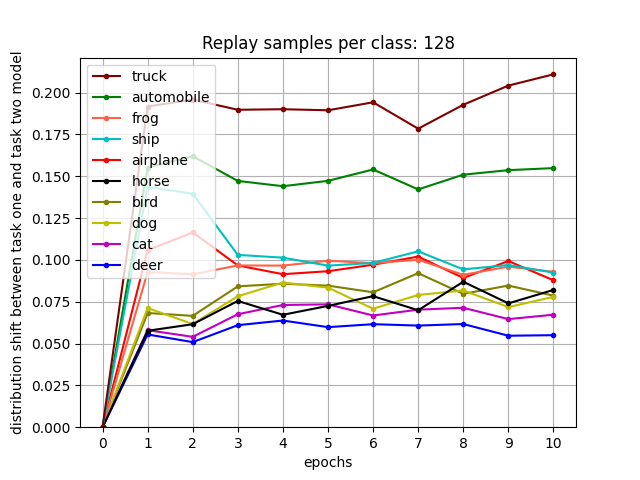 Replay samples per class: 128
distribution shift between task one and task two model
0.200
0.175
0.150
0.125
0.100
0.075
0.050
0.025
0.000
truck
automobile
frog
ship
airplane
horse
bird
dog
cat
deer
0 1 2 3 4 5 6 7 8 9 10
epochs